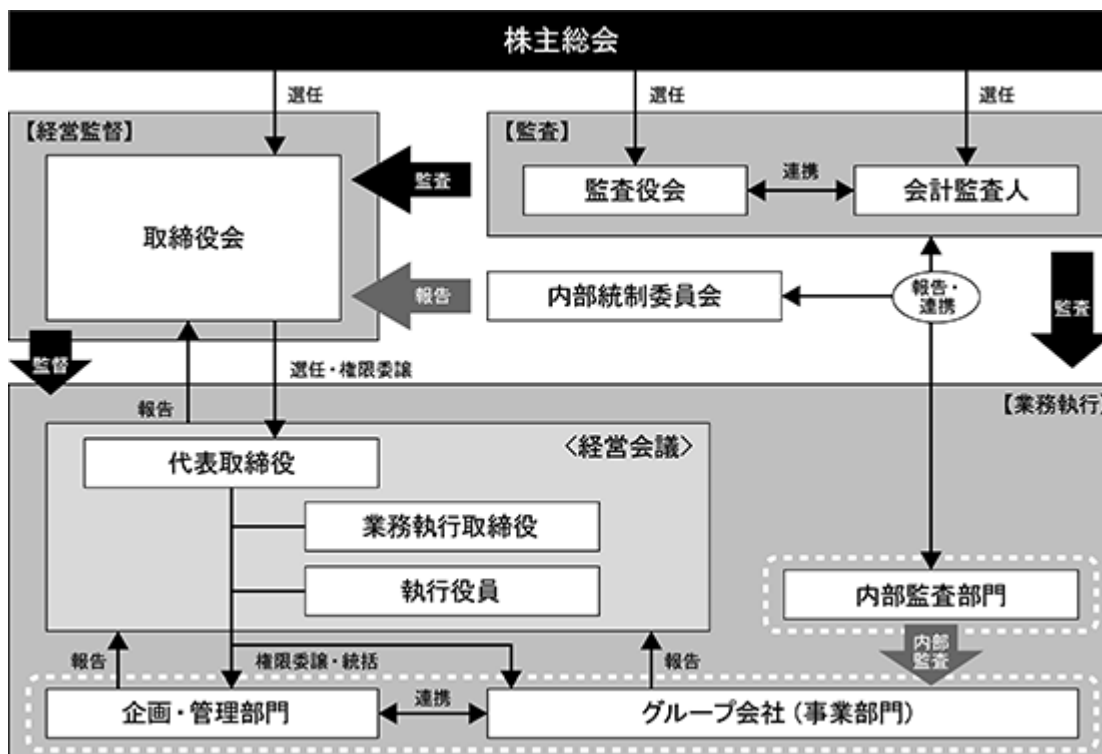 株主総会
選任
選任
選任
【経営監督】
【監査】
取締役会
監査
監査役会
連携
会計監査人
報告
内部統制委員会
報告・
連携
監査
監督
選任・権限委譲
報告
【業務執行】
〈経営会議〉
代表取締役
業務執行取締役
執行役員
内部監査部門
報告
権限委譲・統括
報告
内部
監査
企画・管理部門
連携
グループ会社（事業部門）